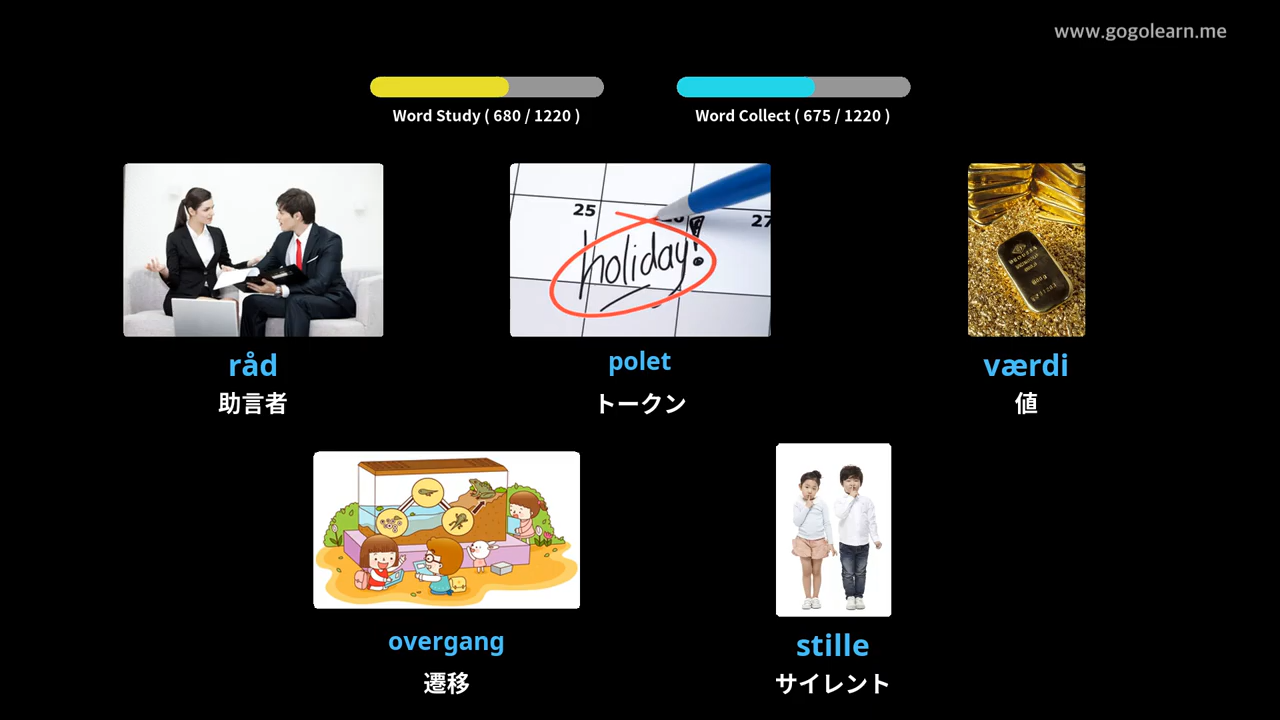 www.gogolearn.me
Word Study ( 680 / 1220 )
Word Collect ( 675 / 1220 )
25
27
holiday!
råd
助言者
polet
トークン
værdi
値
overgang
遷移
stille
サイレント